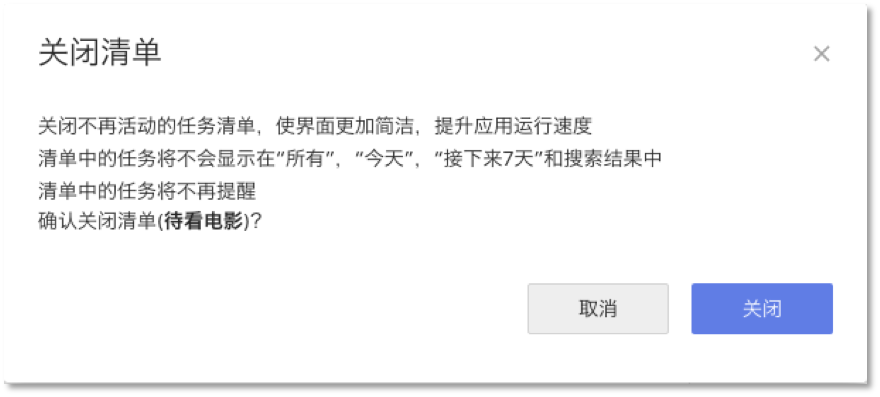 关闭清单
×
关闭不再活动的任务清单，使界面更加简洁，提升应用运行速度
清单中的任务将不会显示在“所有”，“今天”，“接下来7天”和搜索结果中
清单中的任务将不再提醒
确认关闭清单(待看电影)?
取消
关闭